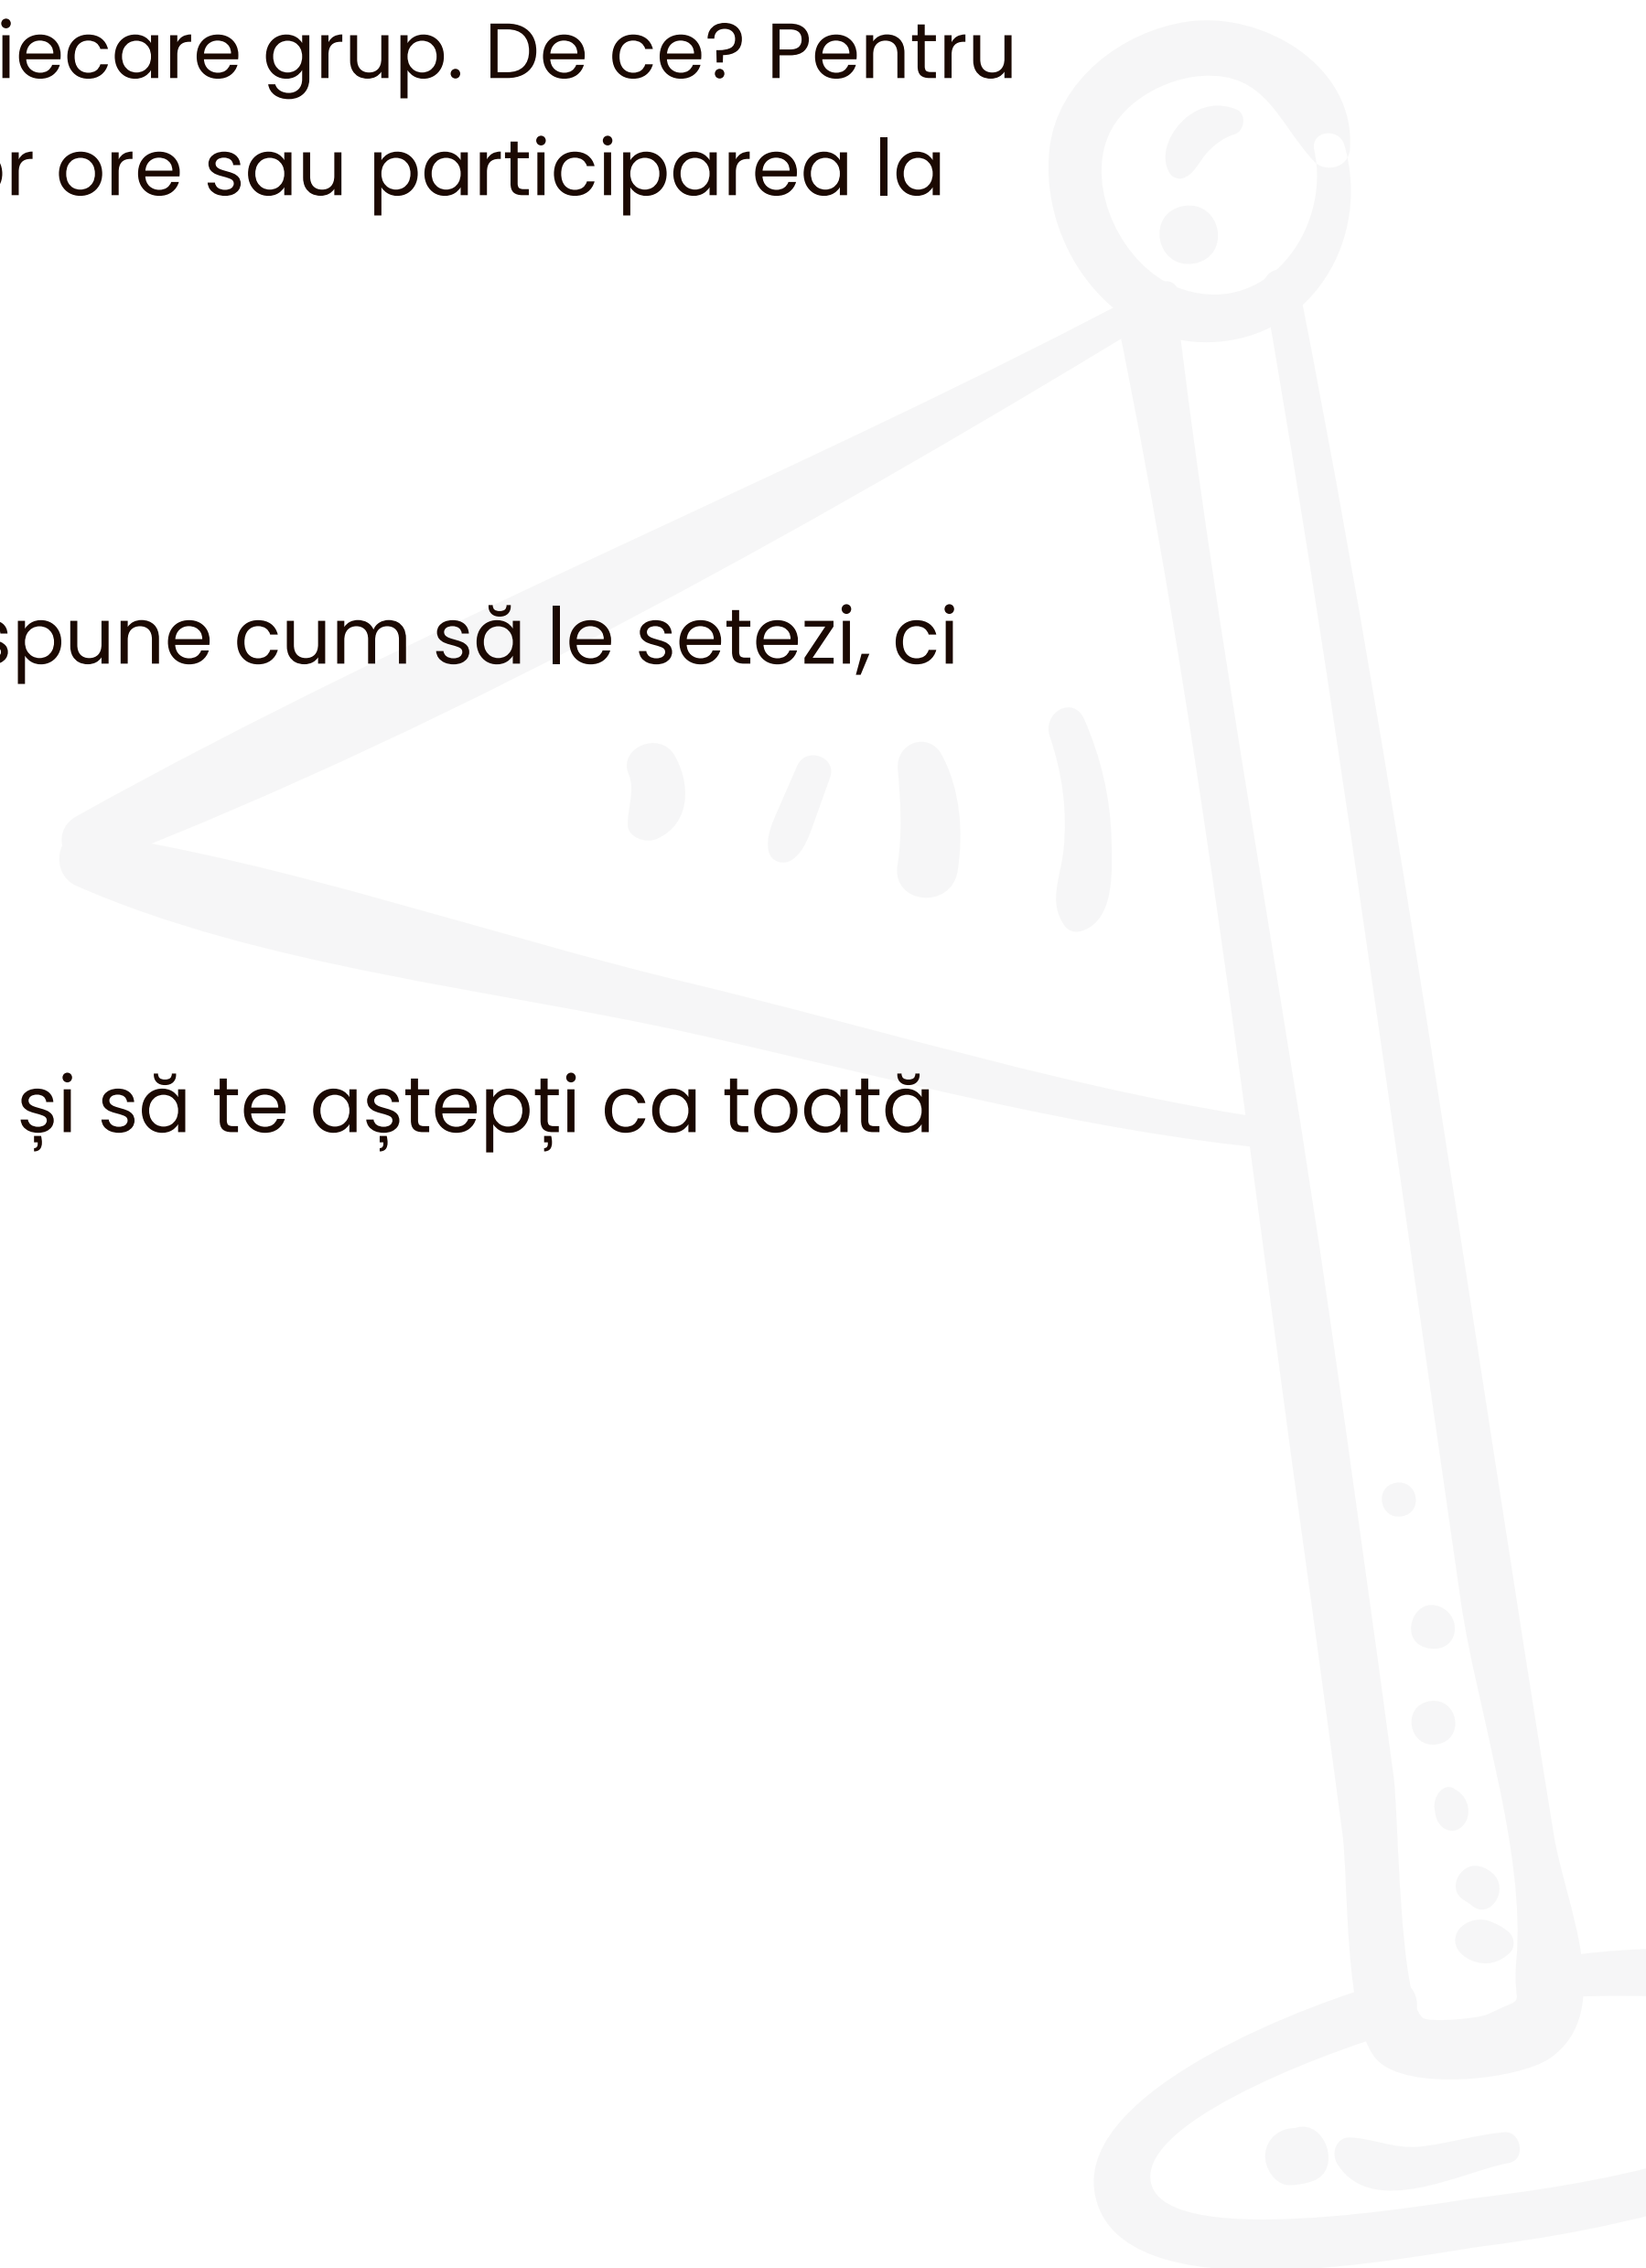 iecare grup. De ce? Pentru
r ore sau participarea la
spune cum să le setezi, ci
și să te aștepți ca toată